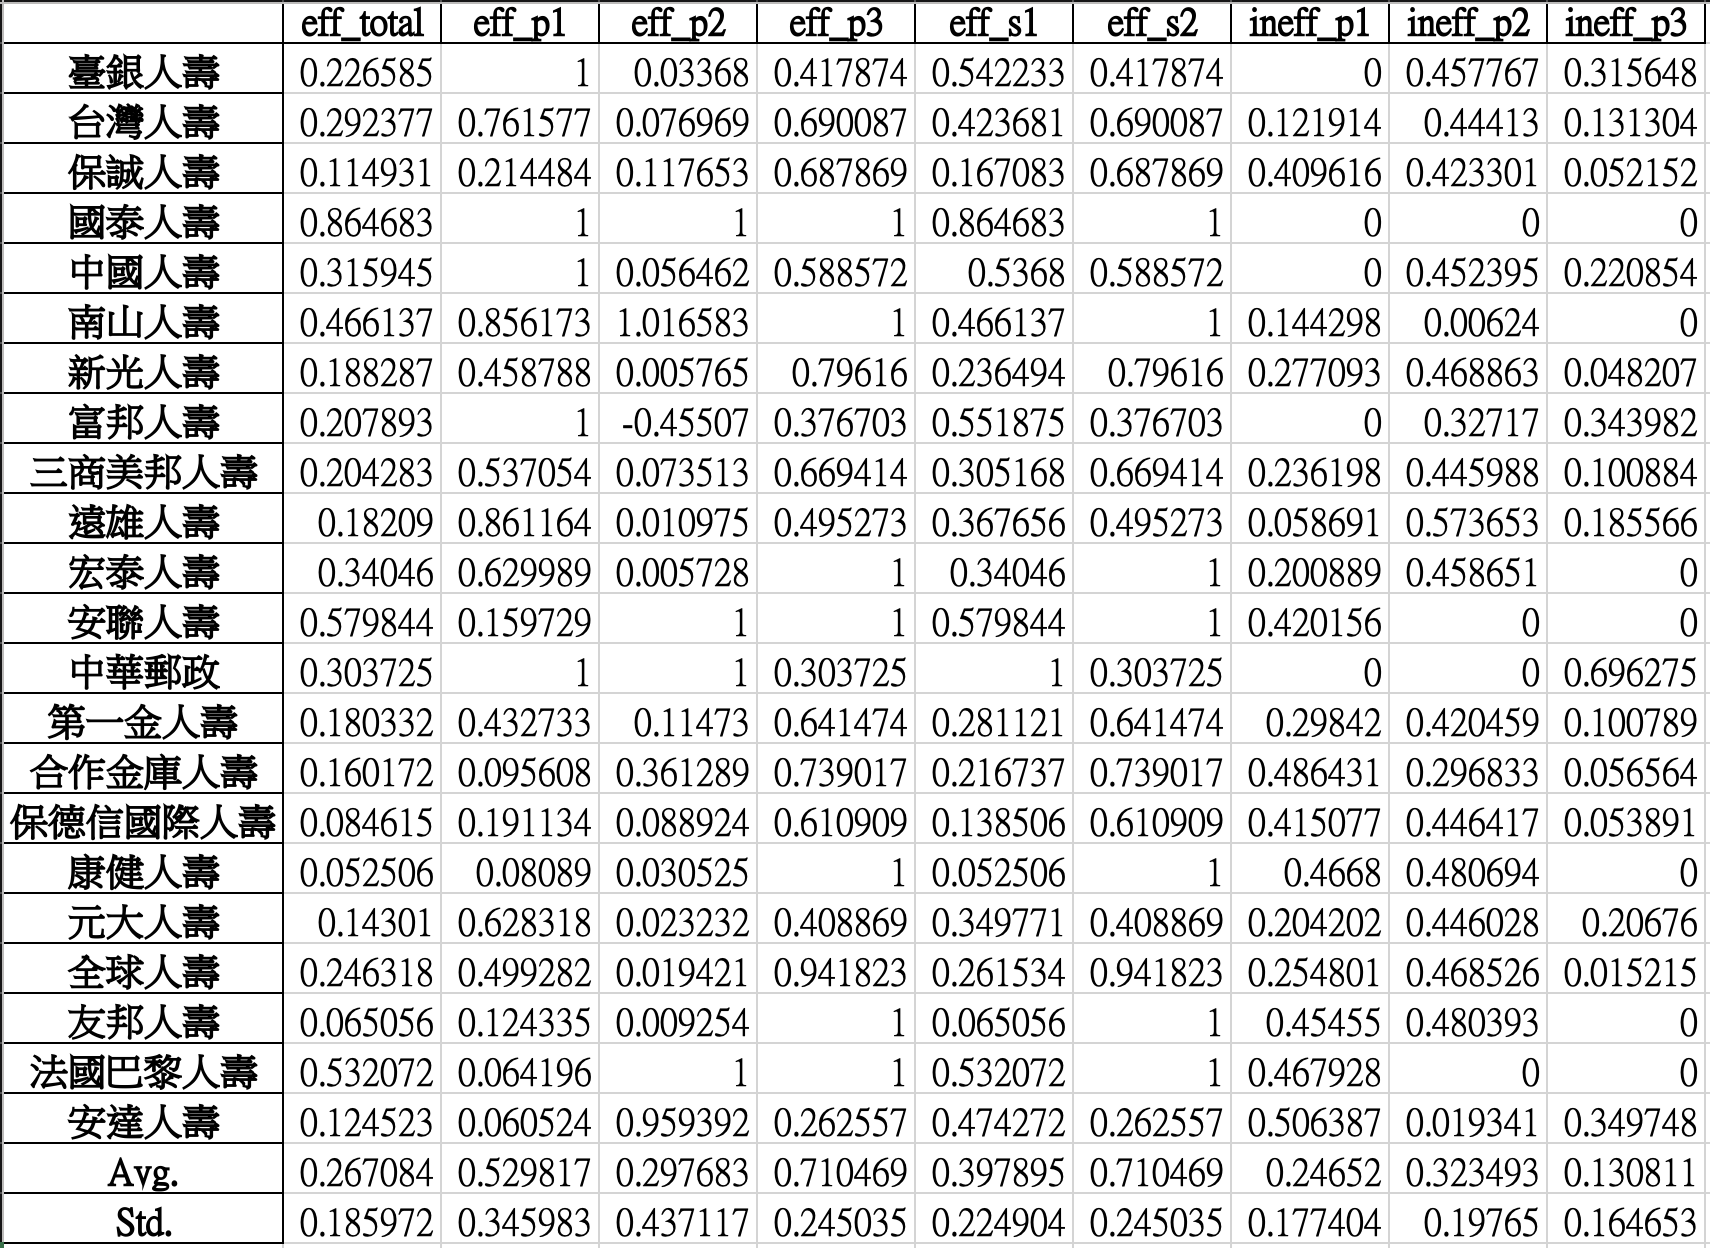 eff_total eff_p1 eff_p2 eff_p3 eff_s1 eff_s2 ineff_p1 ineff_p2 ineff_p3
臺銀人壽 0.226585 1 0.03368 0.417874 0.542233 0.417874 0 0.457767 0.315648
台灣人壽 0.292377 0.761577 0.076969 0.690087 0.423681 0.690087 0.121914 0.44413 0.131304
保誠人壽 0.114931 0.214484 0.117653 0.687869 0.167083 0.687869 0.409616 0.423301 0.052152
國泰人壽 0.864683 1 1 1 0.864683 1 0 0 0
中國人壽 0.315945 1 0.056462 0.588572 0.5368 0.588572 0 0.452395 0.220854
南山人壽 0.466137 0.856173 1.016583 1 0.466137 1 0.144298 0.00624 0
新光人壽 0.188287 0.458788 0.005765 0.79616 0.236494 0.79616 0.277093 0.468863 0.048207
富邦人壽 0.207893 1 -0.45507 0.376703 0.551875 0.376703 0 0.32717 0.343982
三商美邦人壽 0.204283 0.537054 0.073513 0.669414 0.305168 0.669414 0.236198 0.445988 0.100884
遠雄人壽 0.18209 0.861164 0.010975 0.495273 0.367656 0.495273 0.058691 0.573653 0.185566
宏泰人壽 0.34046 0.629989 0.005728 1 0.34046 1 0.200889 0.458651 0
安聯人壽 0.579844 0.159729 1 1 0.579844 1 0.420156 0 0
中華郵政 0.303725 1 1 0.303725 1 0.303725 0 0 0.696275
第一金人壽 0.180332 0.432733 0.11473 0.641474 0.281121 0.641474 0.29842 0.420459 0.100789
合作金庫人壽 0.160172 0.095608 0.361289 0.739017 0.216737 0.739017 0.486431 0.296833 0.056564
保德信國際人壽 0.084615 0.191134 0.088924 0.610909 0.138506 0.610909 0.415077 0.446417 0.053891
康健人壽 0.052506 0.08089 0.030525 1 0.052506 1 0.4668 0.480694 0
元大人壽 0.14301 0.628318 0.023232 0.408869 0.349771 0.408869 0.204202 0.446028 0.20676
全球人壽 0.246318 0.499282 0.019421 0.941823 0.261534 0.941823 0.254801 0.468526 0.015215
友邦人壽 0.065056 0.124335 0.009254 1 0.065056 1 0.45455 0.480393 0
法國巴黎人壽 0.532072 0.064196 1 1 0.532072 1 0.467928 0 0
安達人壽 0.124523 0.060524 0.959392 0.262557 0.474272 0.262557 0.506387 0.019341 0.349748
Avg. 0.267084 0.529817 0.297683 0.710469 0.397895 0.710469 0.24652 0.323493 0.130811
Std. 0.185972 0.345983 0.437117 0.245035 0.224904 0.245035 0.177404 0.19765 0.164653